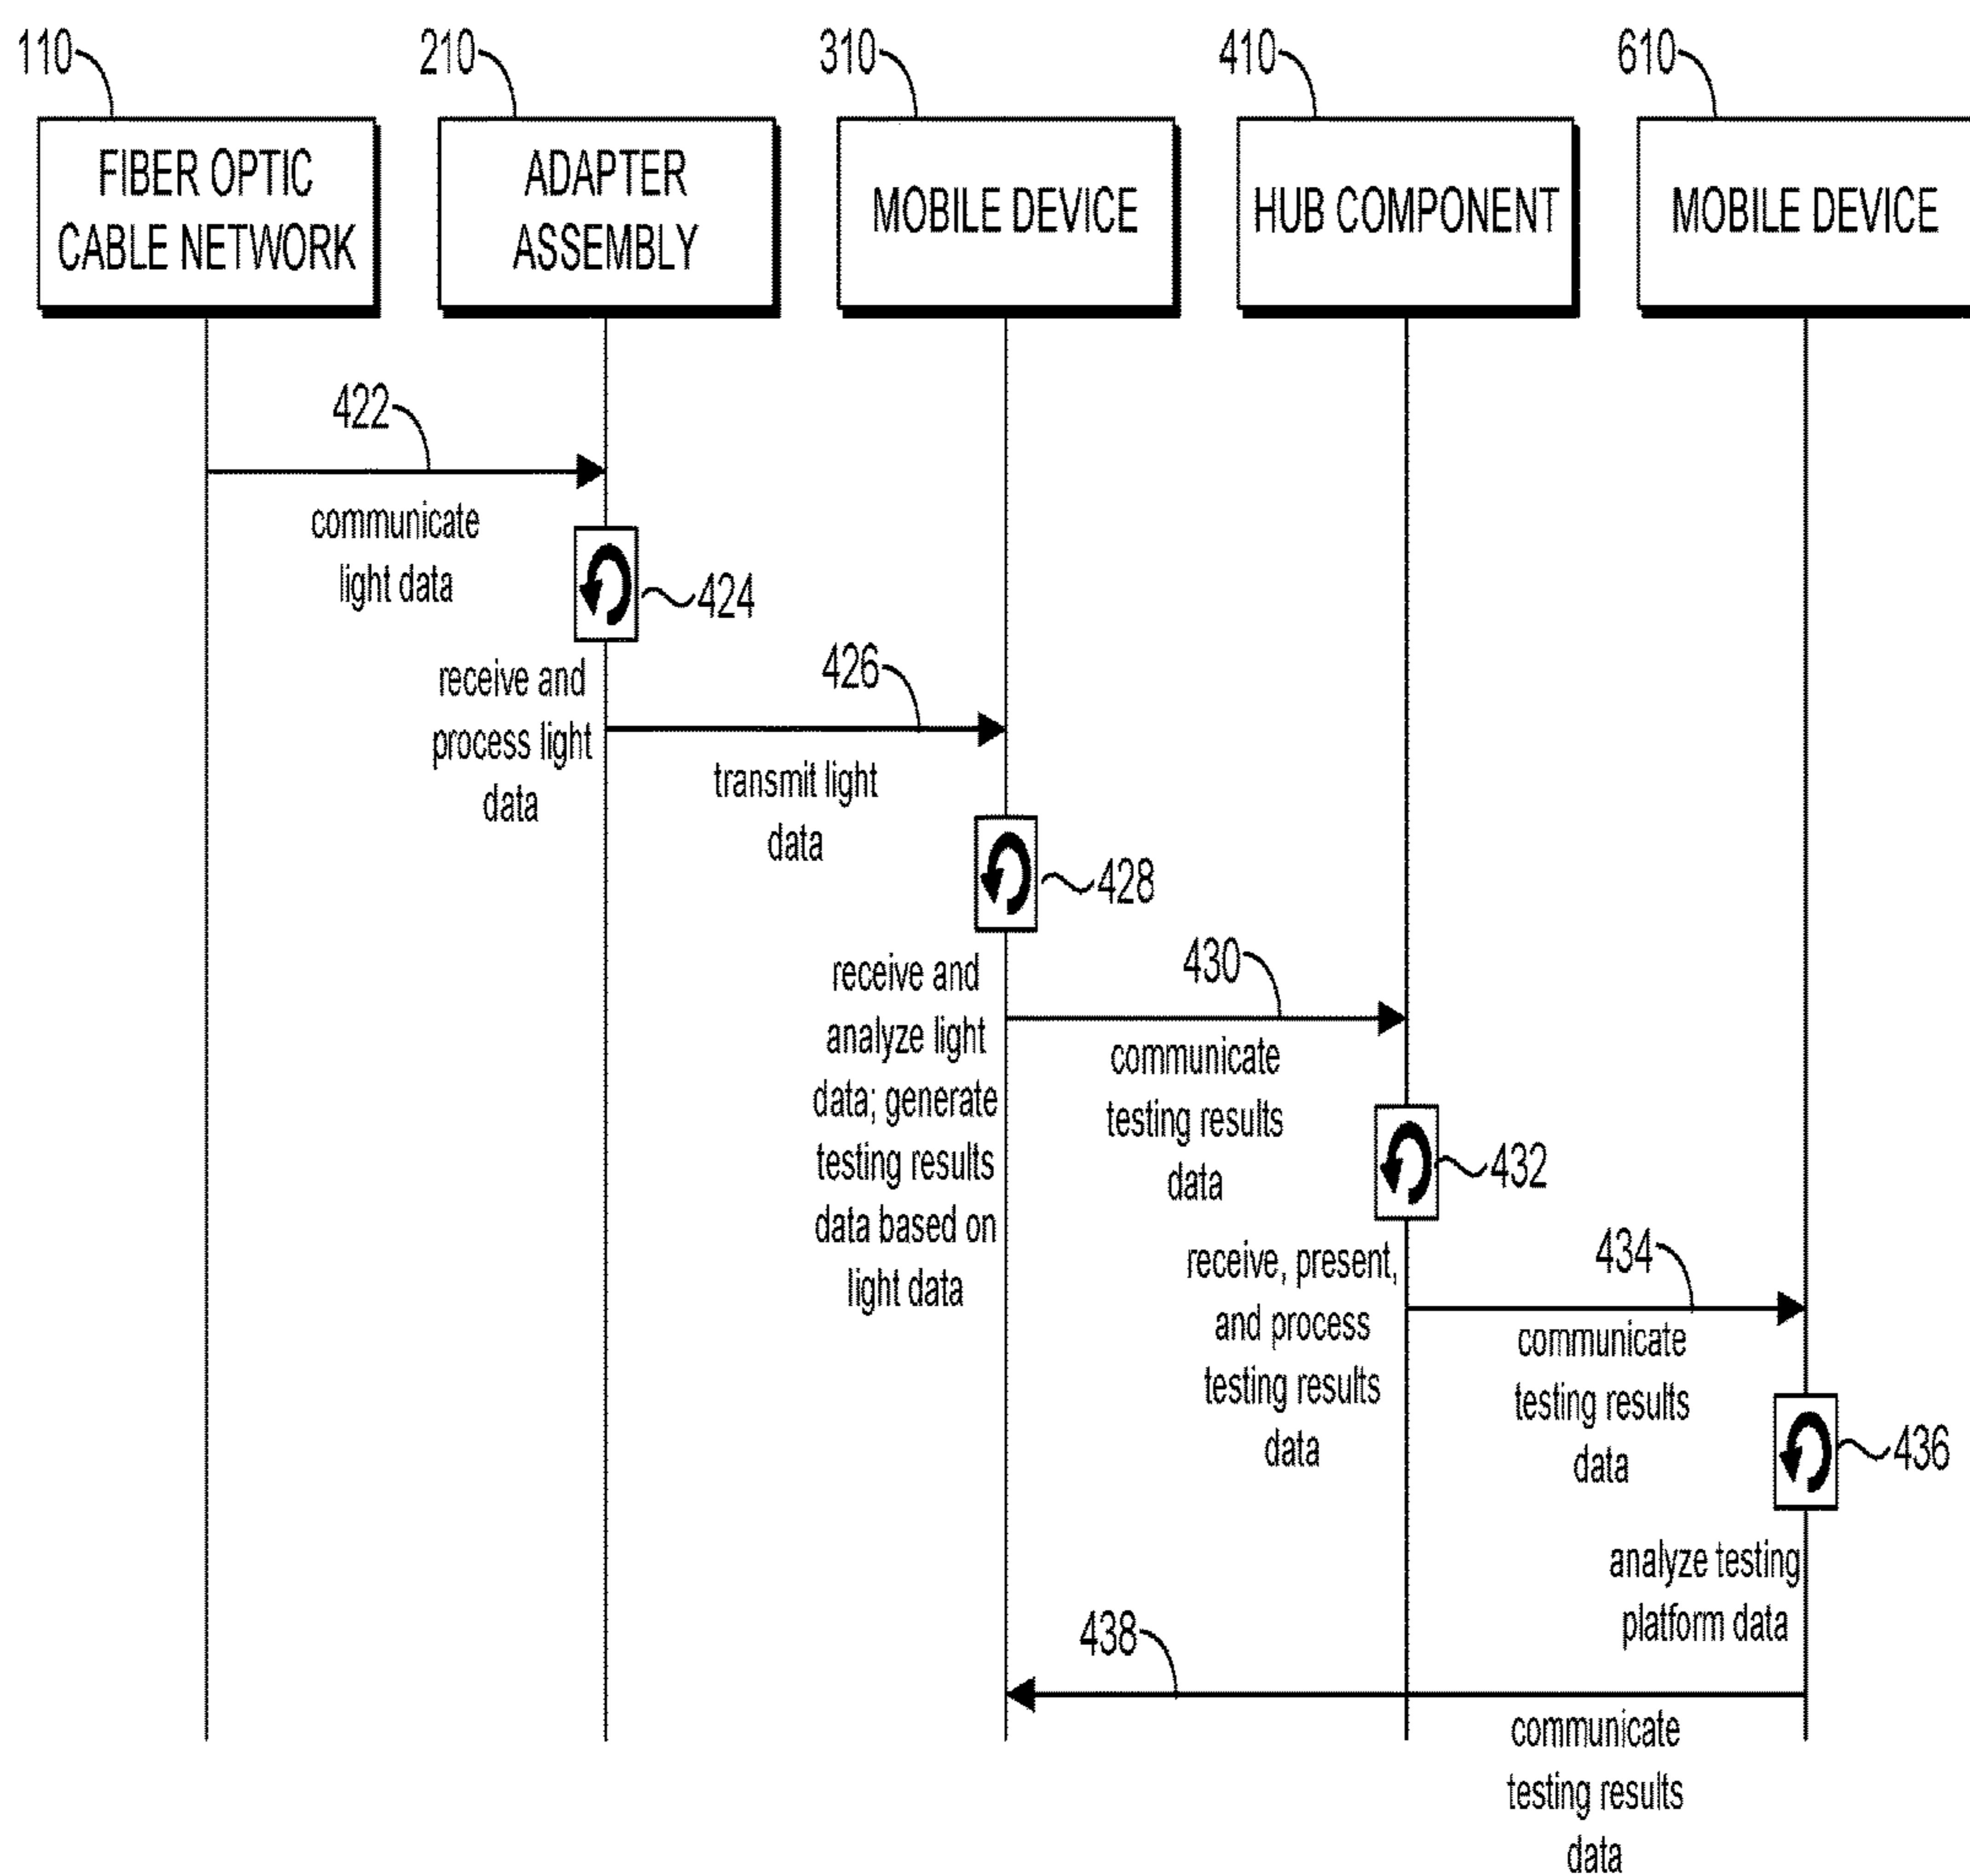 110
210
310
410
610
FIBER OPTIC
CABLE NETWORK
ADAPTER
ASSEMBLY
MOBILE DEVICE
HUB COMPONENT
MOBILE DEVICE
422
communicate
light data
424
receive and
process light
data
426
transmit light
data
428
receive and
analyze light
data; generate
testing results
data based on
light data
430
communicate
testing results
data
432
receive, present,
and process
testing results
data
434
communicate
testing results
data
436
analyze testing
platform data
438
communicate
testing results
data